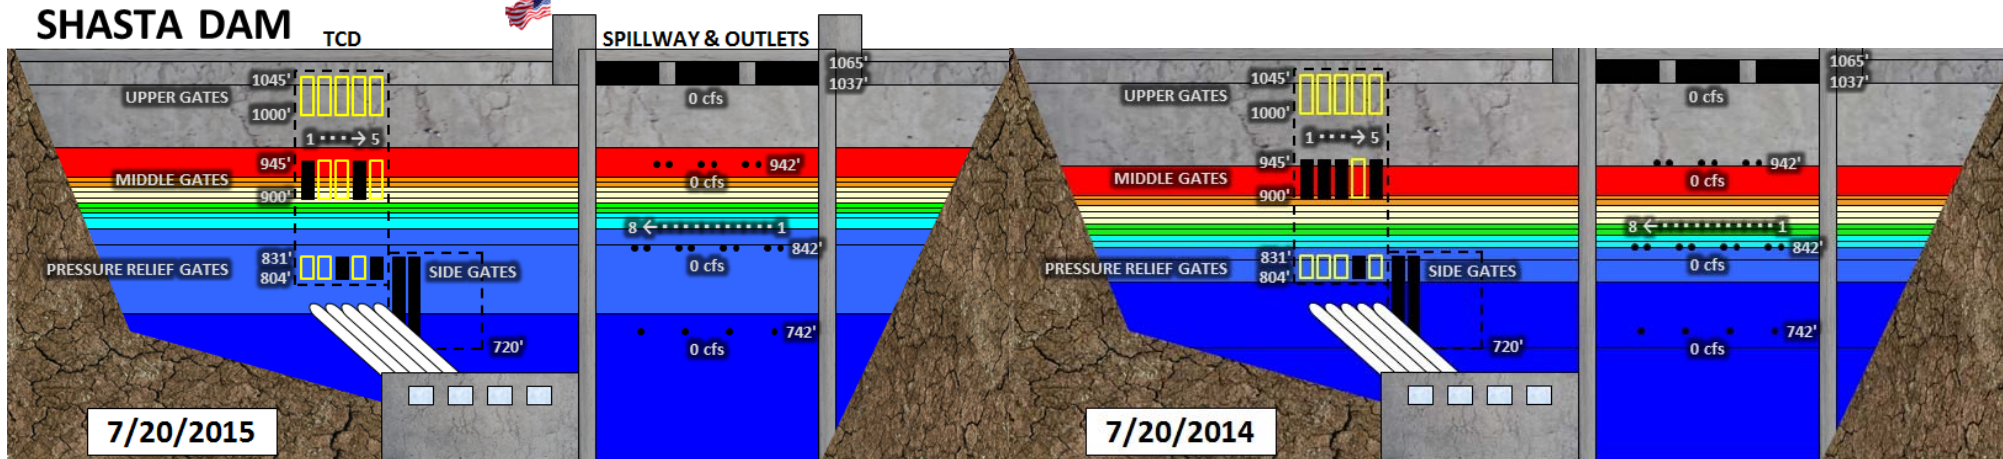 SHASTA DAM
TCD
SPILLWAY & OUTLETS
1045'
UPPER GATES
1000'
1 → 5
945'
MIDDLE GATES
900'
831'
PRESSURE RELIEF GATES
804'
SIDE GATES
720'
1065'
1037'
0 cfs
942'
0 cfs
8 ← 1
842'
0 cfs
742'
0 cfs
7/20/2015
1045'
UPPER GATES
1000'
1 → 5
945'
MIDDLE GATES
900'
831'
PRESSURE RELIEF GATES
804'
SIDE GATES
720'
1065'
1037'
0 cfs
942'
0 cfs
8 ← 1
842'
0 cfs
742'
0 cfs
7/20/2014